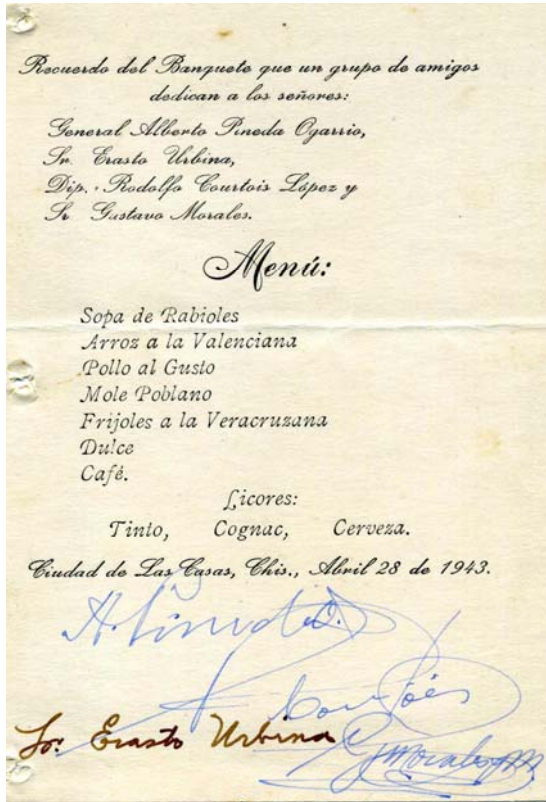 Recuerdo del Banquete que un grupo de amigos
dedican a los señores:
General Alberto Pineda Ogarrio,
Sr. Erasto Urbina,
Dip. Rodolfo Courtois López y
Sr. Gustavo Morales.
Menú:
Sopa de Rabioles
Arroz a la Valenciana
Pollo al Gusto
Mole Poblano
Frijoles a la Veracruzana
Dulce
Café.
Licores:
Tinto, Cognac, Cerveza.
Ciudad de Las Casas, Chis., Abril 28 de 1943.
A. Pineda O.
Sr. Erasto Urbina